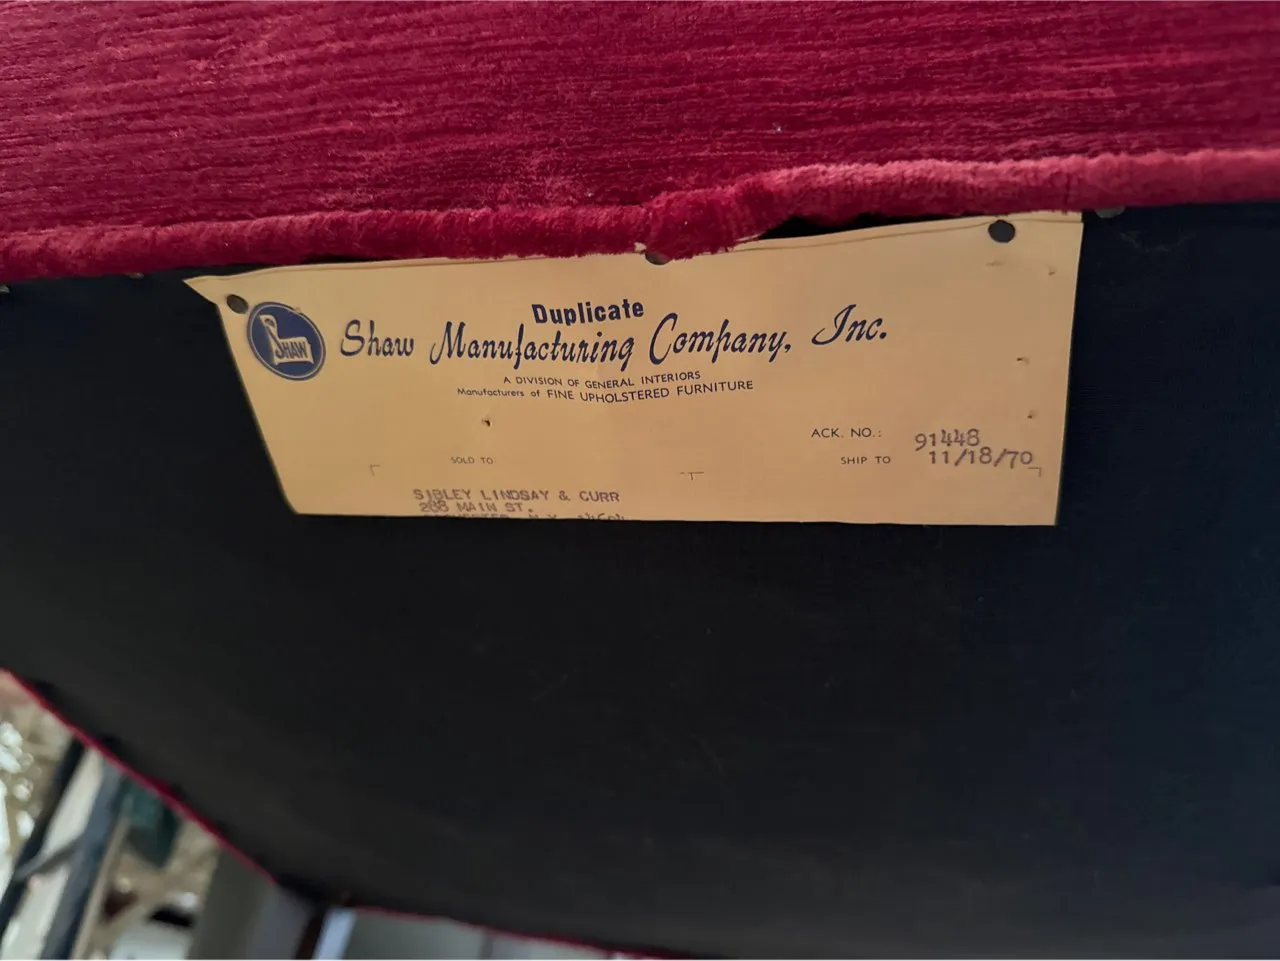 Duplicate
SHAW
Shaw Manufacturing Company, Inc.
A DIVISION OF GENERAL INTERIORS
Manufacturers of FINE UPHOLSTERED FURNITURE
ACK. NO.: 91448
SOLD TO
SHIP TO 11/18/70
SIBLEY LINDSAY & CURR
288 MAIN ST.